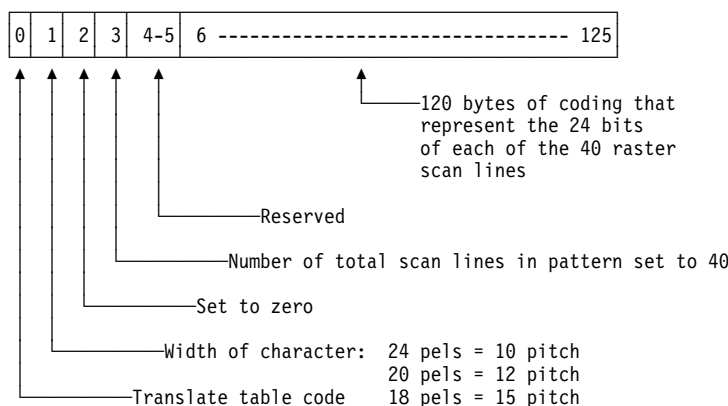 0 1 2 3 4-5 6 --------------------------------- 125
120 bytes of coding that
represent the 24 bits
of each of the 40 raster
scan lines
Reserved
Number of total scan lines in pattern set to 40
Set to zero
Width of character: 24 pels = 10 pitch
20 pels = 12 pitch
Translate table code 18 pels = 15 pitch